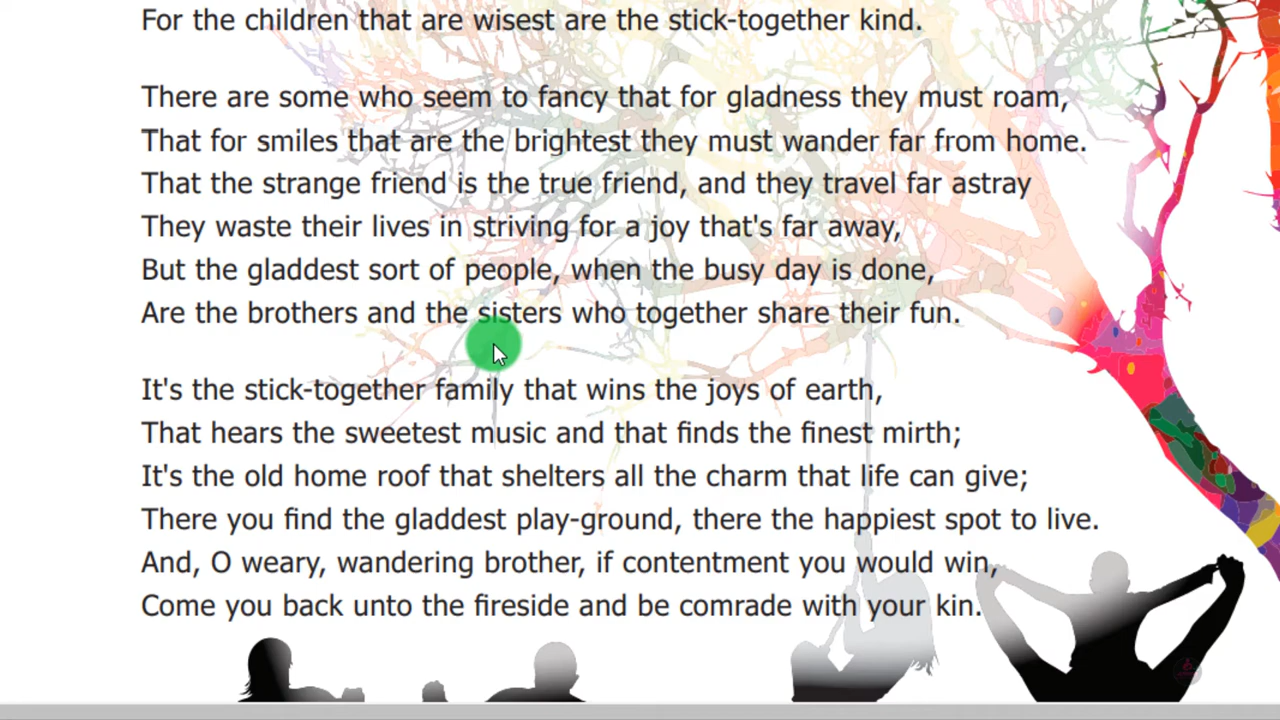 For the children that are wisest are the stick-together kind.
There are some who seem to fancy that for gladness they must roam,
That for smiles that are the brightest they must wander far from home.
That the strange friend is the true friend, and they travel far astray
They waste their lives in striving for a joy that's far away,
But the gladdest sort of people, when the busy day is done,
Are the brothers and the sisters who together share their fun.
It's the stick-together family that wins the joys of earth,
That hears the sweetest music and that finds the finest mirth;
It's the old home roof that shelters all the charm that life can give;
There you find the gladdest play-ground, there the happiest spot to live.
And, O weary, wandering brother, if contentment you would win,
Come you back unto the fireside and be comrade with your kin.